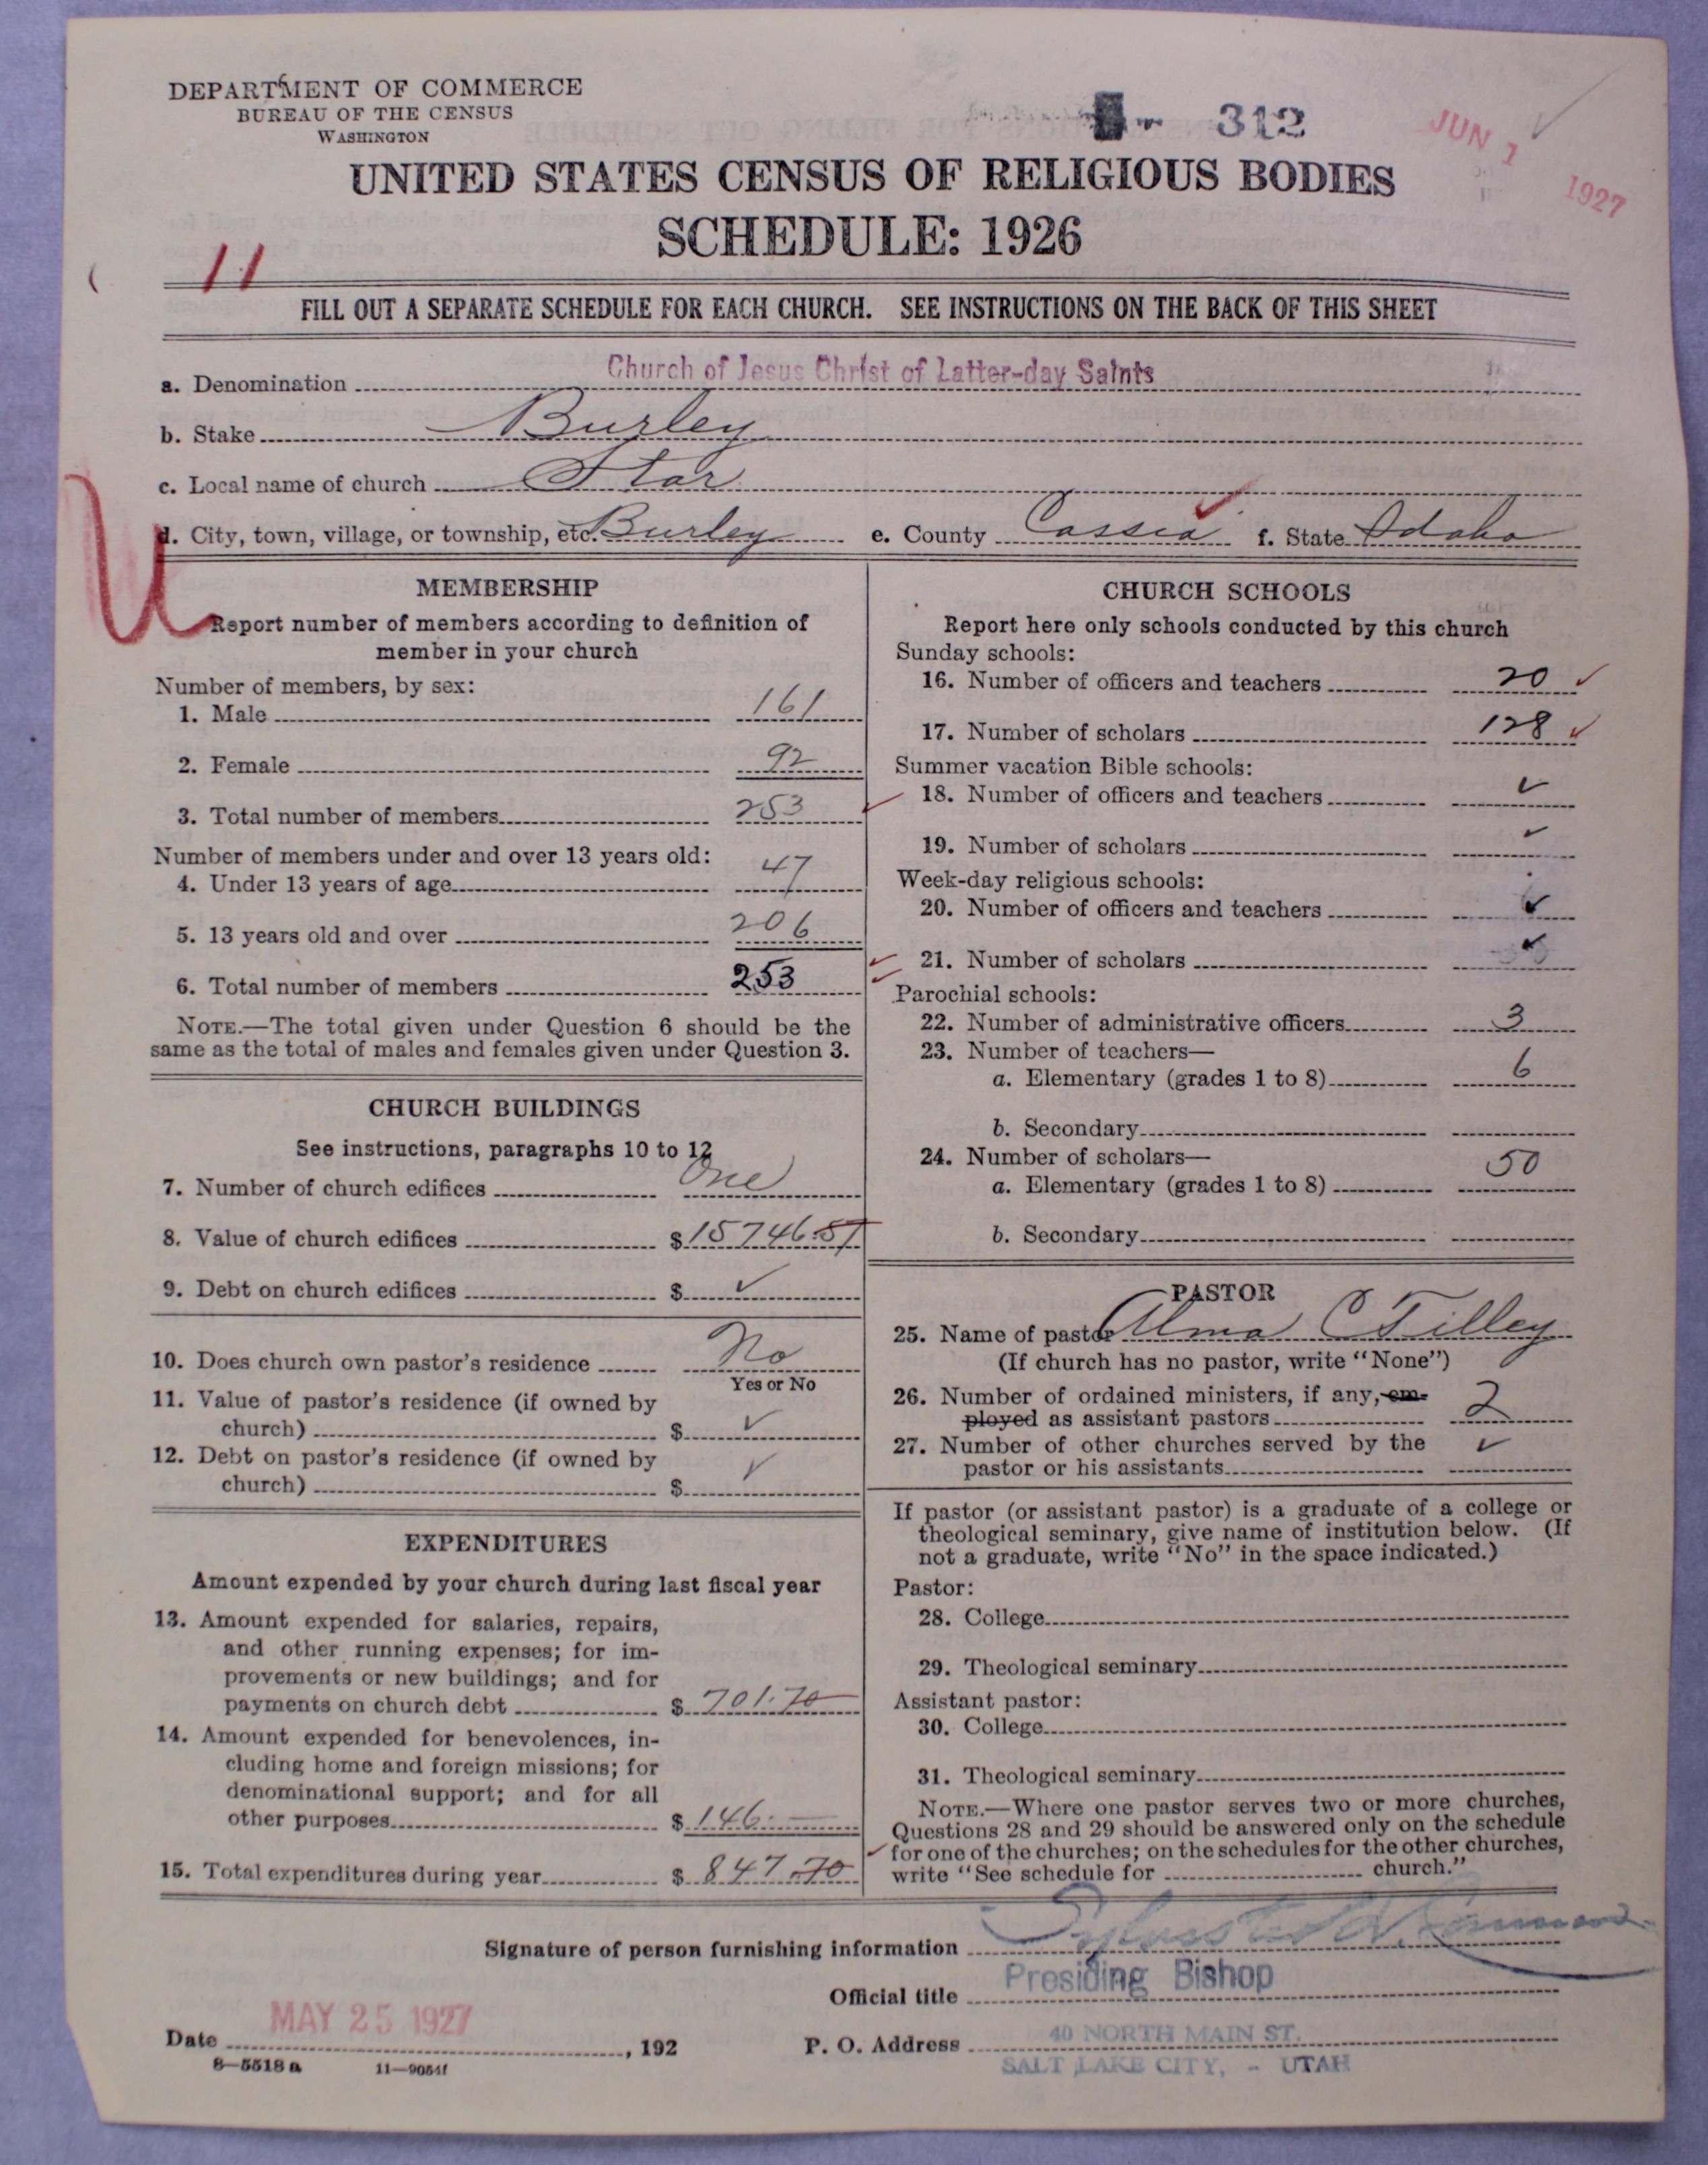 DEPARTMENT OF COMMERCE
BUREAU OF THE CENSUS
WASHINGTON
312
JUN 1 1927
UNITED STATES CENSUS OF RELIGIOUS BODIES
SCHEDULE: 1926
11
FILL OUT A SEPARATE SCHEDULE FOR EACH CHURCH. SEE INSTRUCTIONS ON THE BACK OF THIS SHEET
a. Denomination Church of Jesus Christ of Latter-day Saints
b. Stake Burley
c. Local name of church Star
d. City, town, village, or township, etc. Burley e. County Cassia f. State Idaho
MEMBERSHIP
Report number of members according to definition of
member in your church
Number of members, by sex:
1. Male 161
2. Female 92
3. Total number of members 253
Number of members under and over 13 years old:
4. Under 13 years of age 47
5. 13 years old and over 206
6. Total number of members 253
NOTE.—The total given under Question 6 should be the
same as the total of males and females given under Question 3.
CHURCH BUILDINGS
See instructions, paragraphs 10 to 12
7. Number of church edifices One
8. Value of church edifices $ 15746.57
9. Debt on church edifices $ ✓
10. Does church own pastor's residence No
Yes or No
11. Value of pastor's residence (if owned by
church) $ ✓
12. Debt on pastor's residence (if owned by
church) $ ✓
EXPENDITURES
Amount expended by your church during last fiscal year
13. Amount expended for salaries, repairs,
and other running expenses; for im-
provements or new buildings; and for
payments on church debt $ 701.70
14. Amount expended for benevolences, in-
cluding home and foreign missions; for
denominational support; and for all
other purposes $ 146.—
15. Total expenditures during year $ 847.70
CHURCH SCHOOLS
Report here only schools conducted by this church
Sunday schools:
16. Number of officers and teachers 20 ✓
17. Number of scholars 128 ✓
Summer vacation Bible schools:
18. Number of officers and teachers ✓
19. Number of scholars ✓
Week-day religious schools:
20. Number of officers and teachers ✓
21. Number of scholars ✓
Parochial schools:
22. Number of administrative officers 3
23. Number of teachers—
a. Elementary (grades 1 to 8) 6
b. Secondary
24. Number of scholars—
a. Elementary (grades 1 to 8) 50
b. Secondary
PASTOR
25. Name of pastor Alma C Tilley
(If church has no pastor, write "None")
26. Number of ordained ministers, if any, em-
ployed as assistant pastors 2
27. Number of other churches served by the
pastor or his assistants ✓
If pastor (or assistant pastor) is a graduate of a college or
theological seminary, give name of institution below. (If
not a graduate, write "No" in the space indicated.)
Pastor:
28. College
29. Theological seminary
Assistant pastor:
30. College
31. Theological seminary
NOTE.—Where one pastor serves two or more churches,
Questions 28 and 29 should be answered only on the schedule
for one of the churches; on the schedules for the other churches,
write "See schedule for church."
Signature of person furnishing information
Official title Presiding Bishop
Date MAY 25 1927, 192
P. O. Address 40 NORTH MAIN ST.
SALT LAKE CITY, - UTAH
8—5518 a 11—9054f